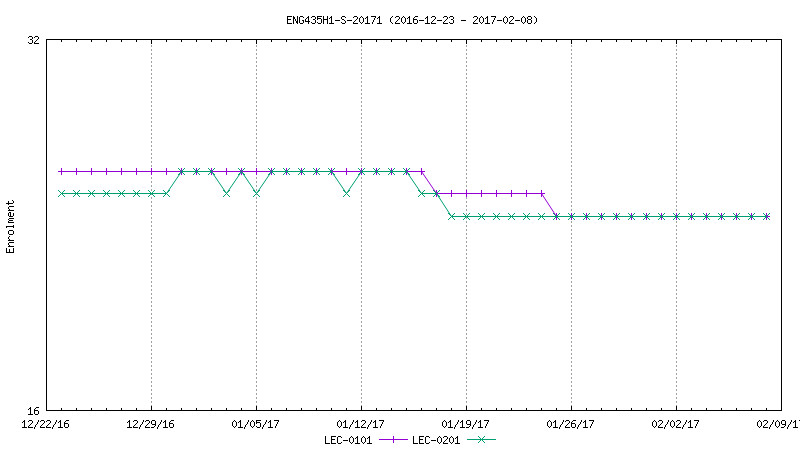 ENG435H1-S-20171 (2016-12-23 - 2017-02-08)
32
Enrolment
16
12/22/16 12/29/16 01/05/17 01/12/17 01/19/17 01/26/17 02/02/17 02/09/1
LEC-0101 LEC-0201